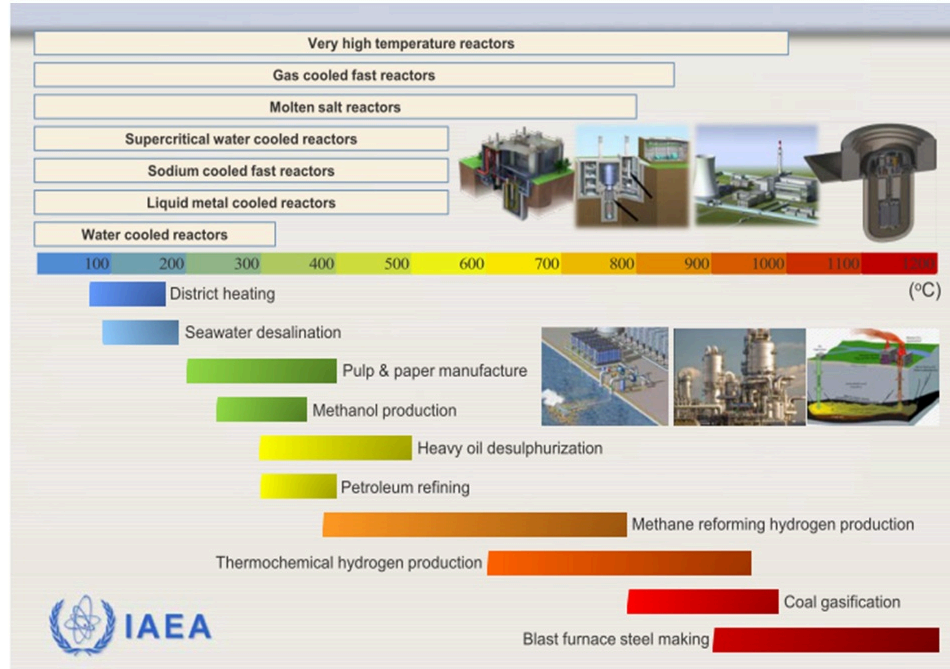 Very high temperature reactors
Gas cooled fast reactors
Molten salt reactors
Supercritical water cooled reactors
Sodium cooled fast reactors
Liquid metal cooled reactors
Water cooled reactors
100 200 300 400 500 600 700 800 900 1000 1100 1200
(°C)
District heating
Seawater desalination
Pulp & paper manufacture
Methanol production
Heavy oil desulphurization
Petroleum refining
Methane reforming hydrogen production
Thermochemical hydrogen production
Coal gasification
Blast furnace steel making
IAEA